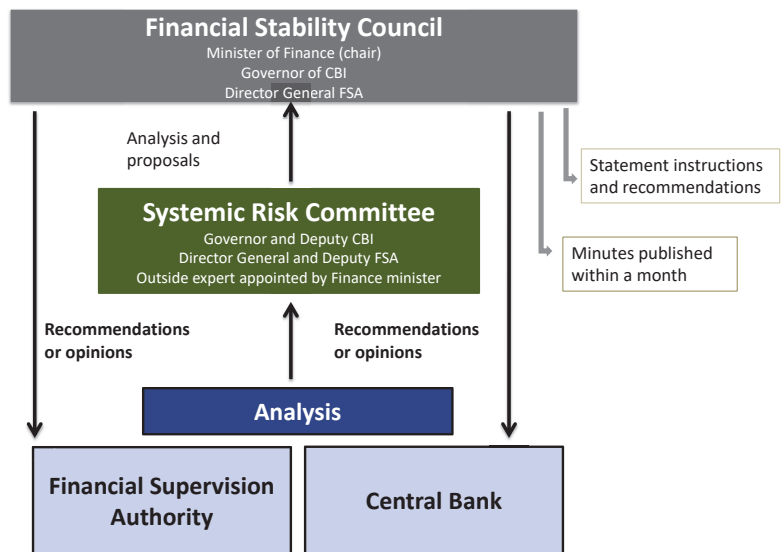 Financial Stability Council
Minister of Finance (chair)
Governor of CBI
Director General FSA
Analysis and
proposals
Statement instructions
and recommendations
Systemic Risk Committee
Governor and Deputy CBI
Director General and Deputy FSA
Outside expert appointed by Finance minister
Minutes published
within a month
Recommendations
or opinions
Recommendations
or opinions
Analysis
Financial Supervision
Authority
Central Bank